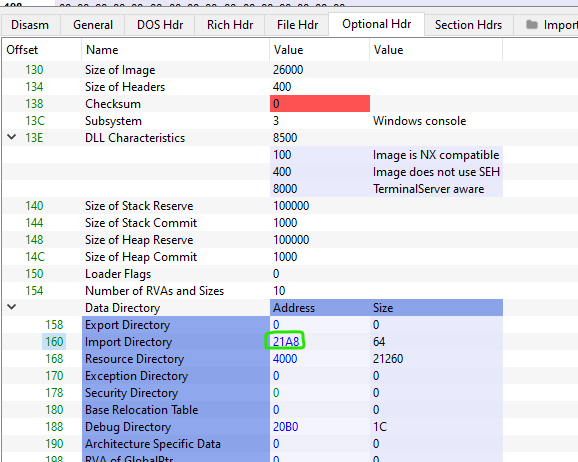 Disasm General DOS Hdr Rich Hdr File Hdr Optional Hdr Section Hdrs Import
Offset Name Value Value
130 Size of Image 26000
134 Size of Headers 400
138 Checksum 0
13C Subsystem 3 Windows console
13E DLL Characteristics 8500
100 Image is NX compatible
400 Image does not use SEH
8000 TerminalServer aware
140 Size of Stack Reserve 100000
144 Size of Stack Commit 1000
148 Size of Heap Reserve 100000
14C Size of Heap Commit 1000
150 Loader Flags 0
154 Number of RVAs and Sizes 10
Data Directory Address Size
158 Export Directory 0 0
160 Import Directory 21A8 64
168 Resource Directory 4000 21260
170 Exception Directory 0 0
178 Security Directory 0 0
180 Base Relocation Table 0 0
188 Debug Directory 20B0 1C
190 Architecture Specific Data 0 0
198 RVA of GlobalPtr 0 0